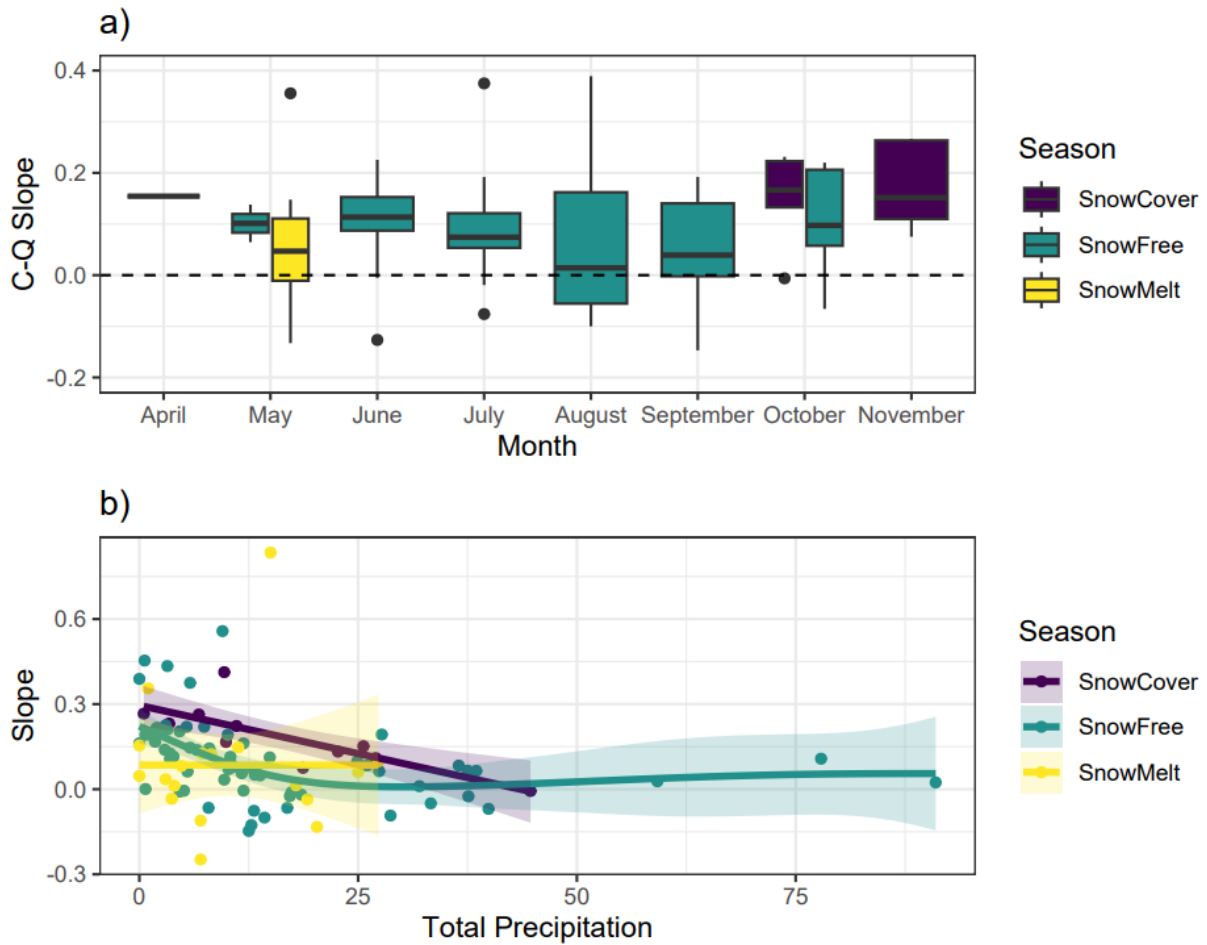 a)
0.4
0.2
0.0
-0.2
C-Q Slope
April May June July August September October November
Month
Season
SnowCover
SnowFree
SnowMelt
b)
0.6
0.3
0.0
-0.3
Slope
0 25 50 75
Total Precipitation
Season
SnowCover
SnowFree
SnowMelt